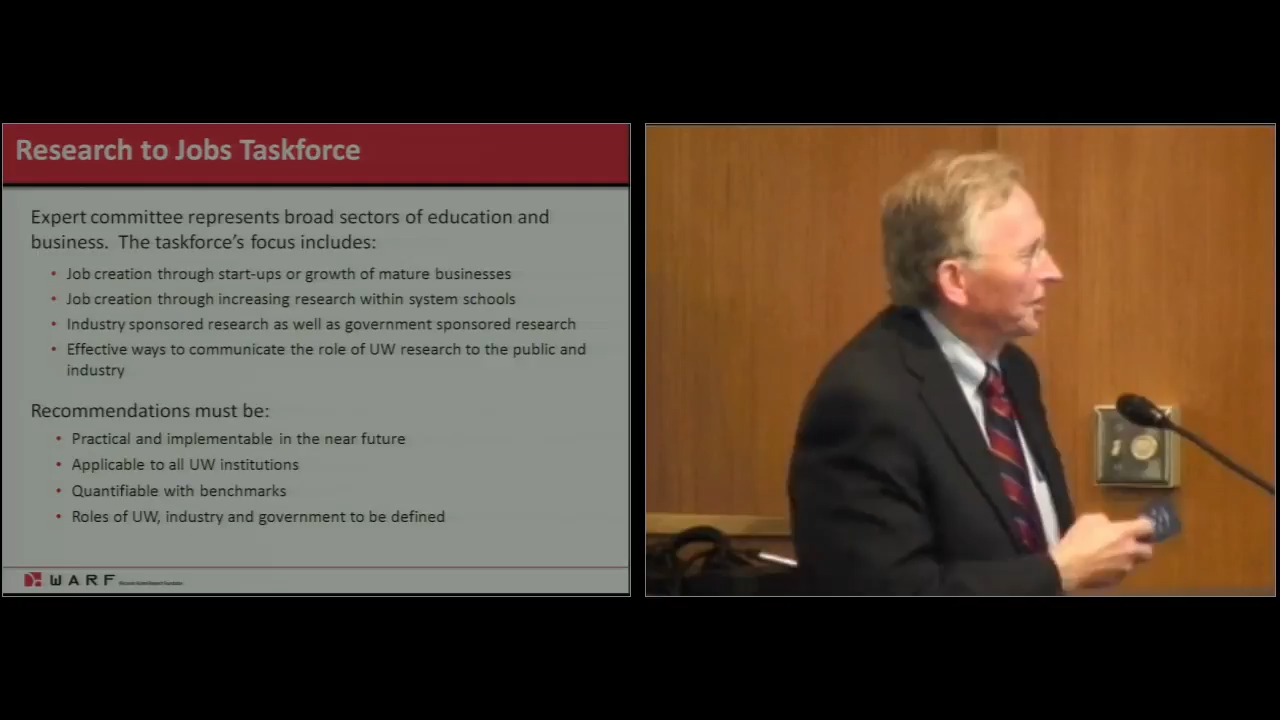 Research to Jobs Taskforce
Expert committee represents broad sectors of education and
business. The taskforce's focus includes:
• Job creation through start-ups or growth of mature businesses
• Job creation through increasing research within system schools
• Industry sponsored research as well as government sponsored research
• Effective ways to communicate the role of UW research to the public and
industry
Recommendations must be:
• Practical and implementable in the near future
• Applicable to all UW institutions
• Quantifiable with benchmarks
• Roles of UW, industry and government to be defined
WARF